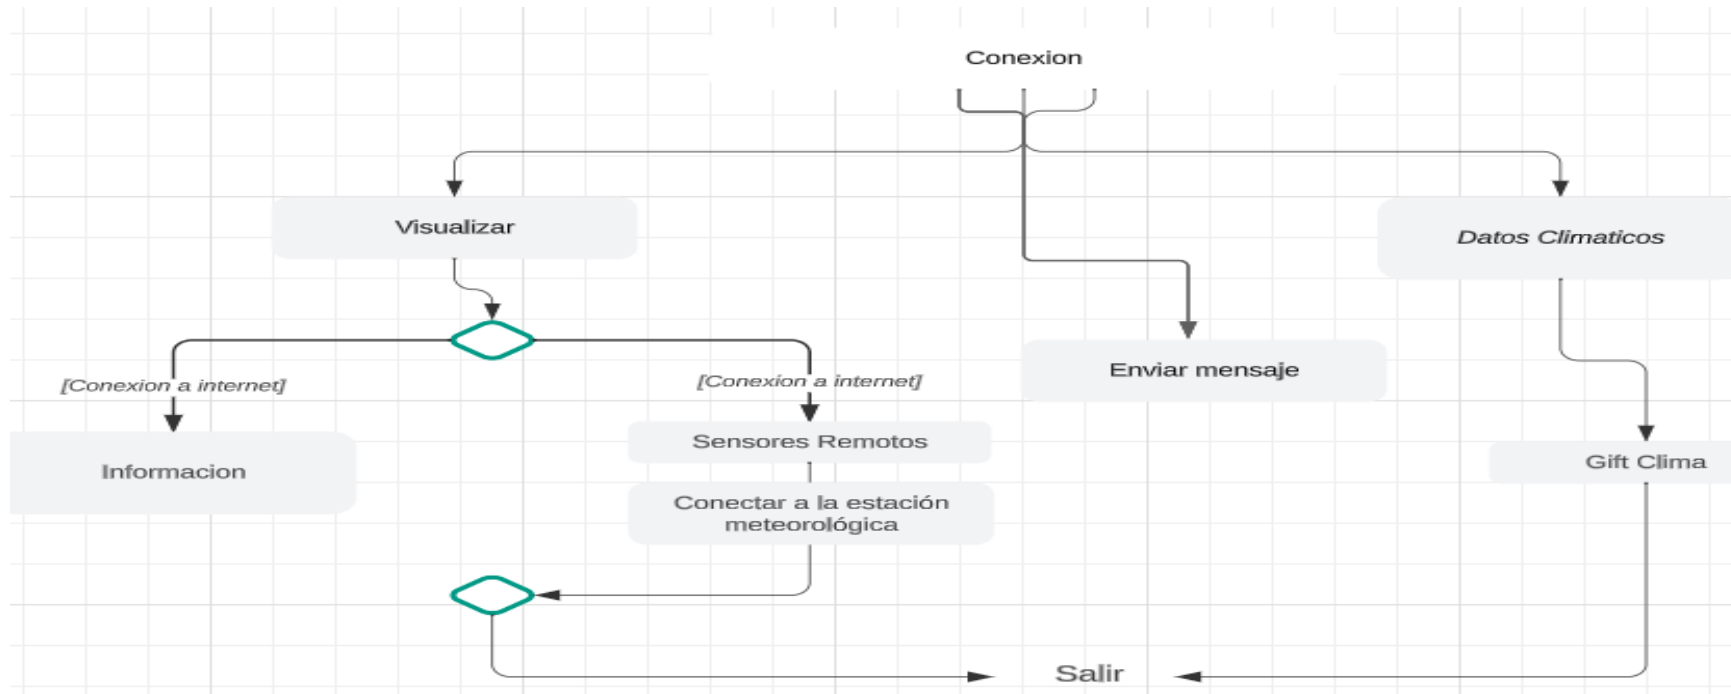 Conexion
Visualizar
Datos Climaticos
Enviar mensaje
[Conexion a internet]
[Conexion a internet]
Informacion
Sensores Remotos
Gift Clima
Conectar a la estación
meteorológica
Salir